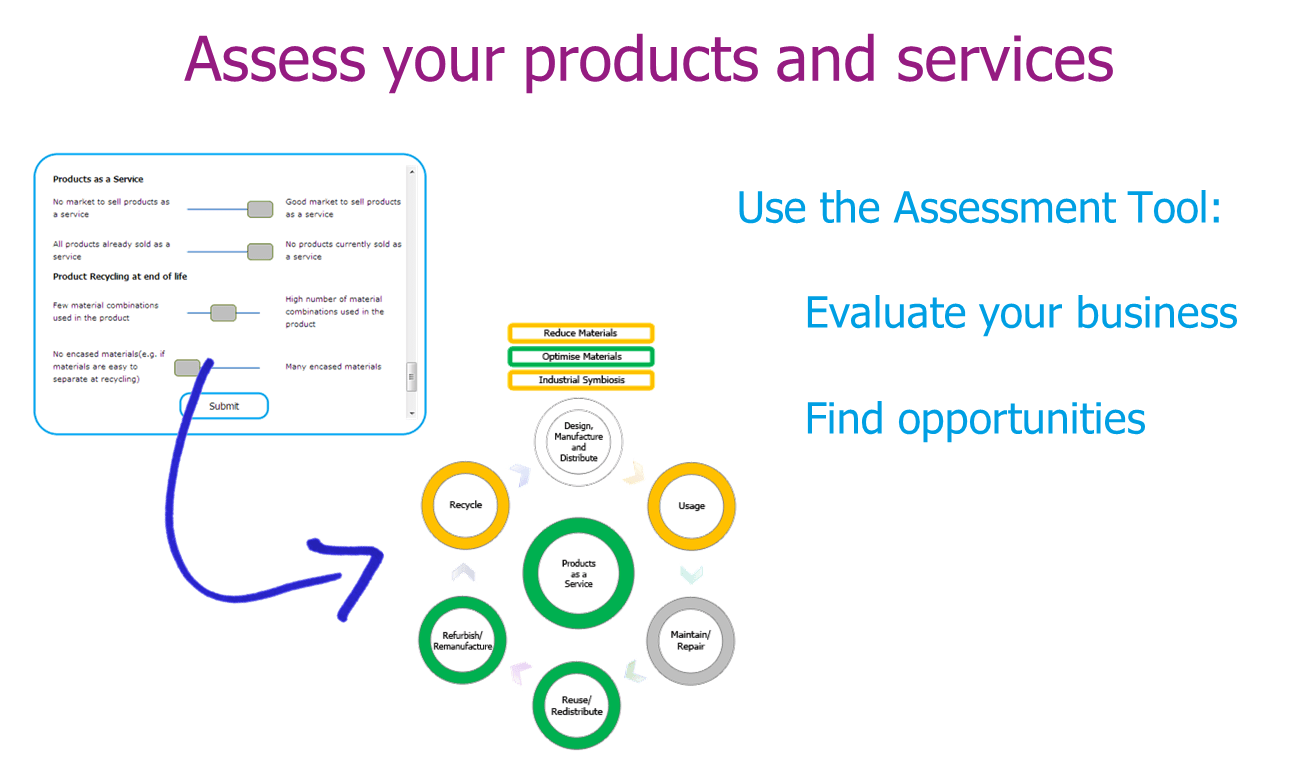 Assess your products and services
Products as a Service
No market to sell products as
a service
Good market to sell products
as a service
All products already sold as a
service
No products currently sold as
a service
Product Recycling at end of life
Few material combinations
used in the product
High number of material
combinations used in the
product
No encased materials(e.g. if
materials are easy to
separate at recycling)
Many encased materials
Submit
Use the Assessment Tool:
Evaluate your business
Find opportunities
Reduce Materials
Optimise Materials
Industrial Symbiosis
Design,
Manufacture
and
Distribute
Recycle
Usage
Products
as a
Service
Refurbish/
Remanufacture
Maintain/
Repair
Reuse/
Redistribute